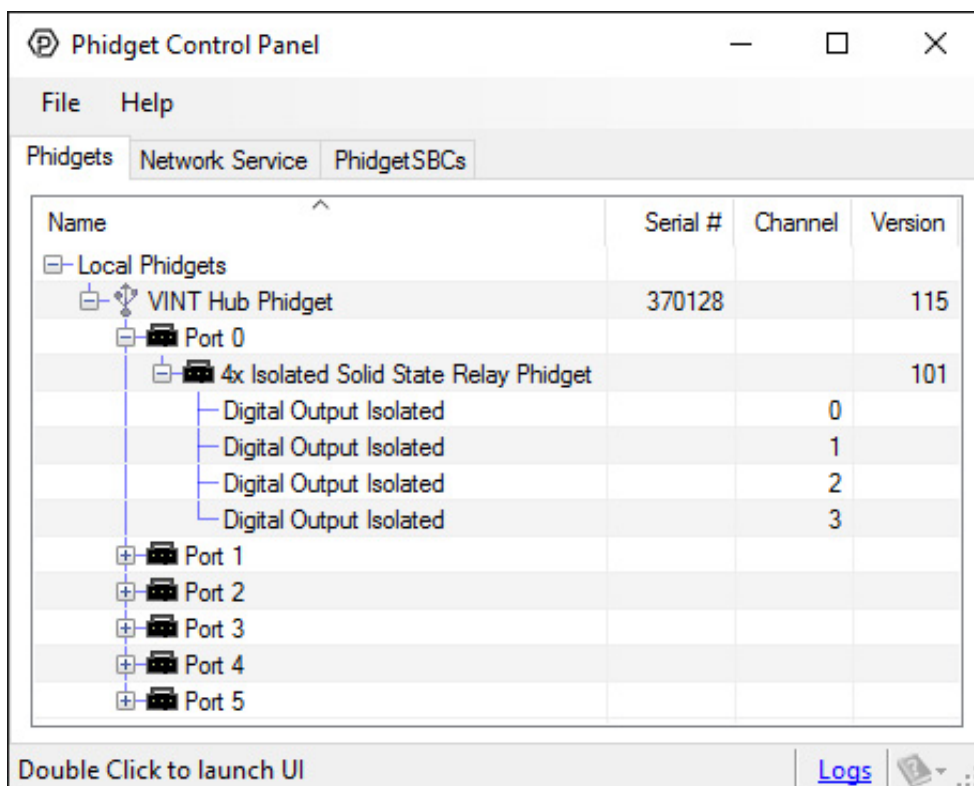 Phidget Control Panel
File Help
Phidgets Network Service PhidgetSBCs
Name Serial # Channel Version
Local Phidgets
VINT Hub Phidget 370128 115
Port 0
4x Isolated Solid State Relay Phidget 101
Digital Output Isolated 0
Digital Output Isolated 1
Digital Output Isolated 2
Digital Output Isolated 3
Port 1
Port 2
Port 3
Port 4
Port 5
Double Click to launch UI Logs